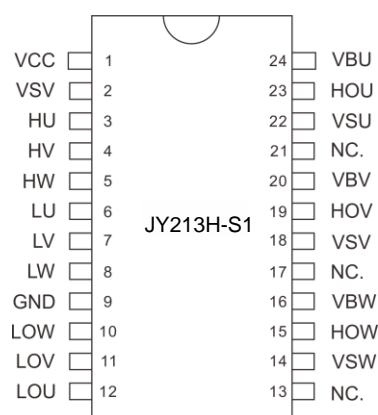 VCC 1 24 VBU
VSV 2 23 HOU
HU 3 22 VSU
HV 4 21 NC.
HW 5 20 VBV
LU 6 19 HOV
JY213H-S1
LV 7 18 VSV
LW 8 17 NC.
GND 9 16 VBW
LOW 10 15 HOW
LOV 11 14 VSW
LOU 12 13 NC.